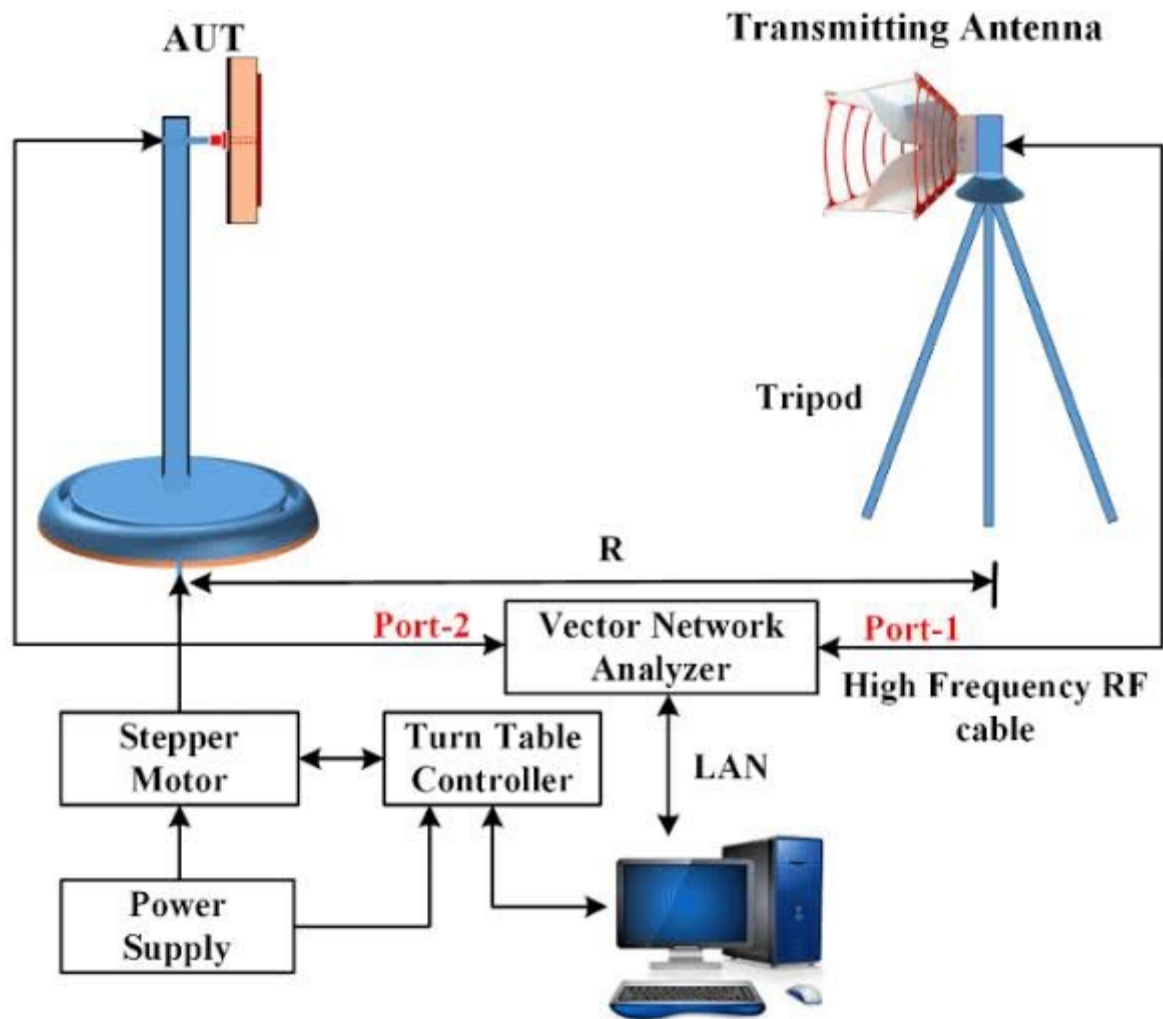 AUT
Transmitting Antenna
Tripod
R
Port-2
Vector Network
Analyzer
Port-1
High Frequency RF
cable
Stepper
Motor
Turn Table
Controller
LAN
Power
Supply